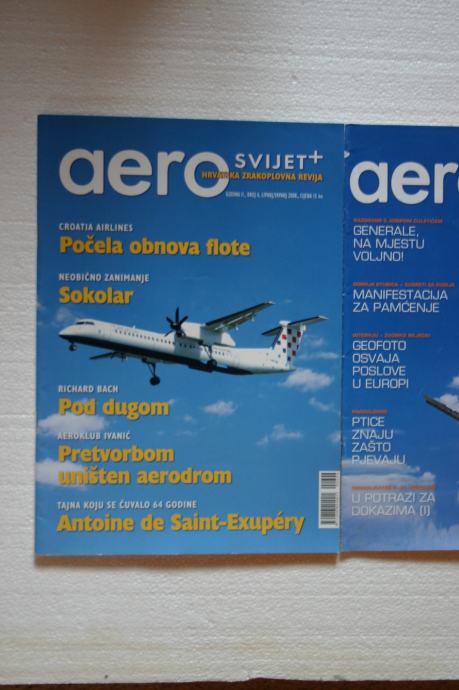 aero SVIJET+
HRVATSKA ZRAKOPLOVNA REVIJA
CROATIA AIRLINES
Počela obnova flote
NEOBIČNO ZANIMANJE
Sokolar
RICHARD BACH
Pod dugom
AEROKLUB IVANIĆ
Pretvorbom
uništen aerodrom
TAJNA KOJU SE ČUVALO 64 GODINE
Antoine de Saint-Exupéry
aero
GENERALE,
NA MJESTU
VOLJNO!
MANIFESTACIJA
ZA PAMĆENJE
GEOFOTO
OSVAJA
POSLOVE
U EUROPI
PTICE
ZNAJU
ZAŠTO
PJEVAJU
U POTRAZI ZA
DOKAZIMA (I)